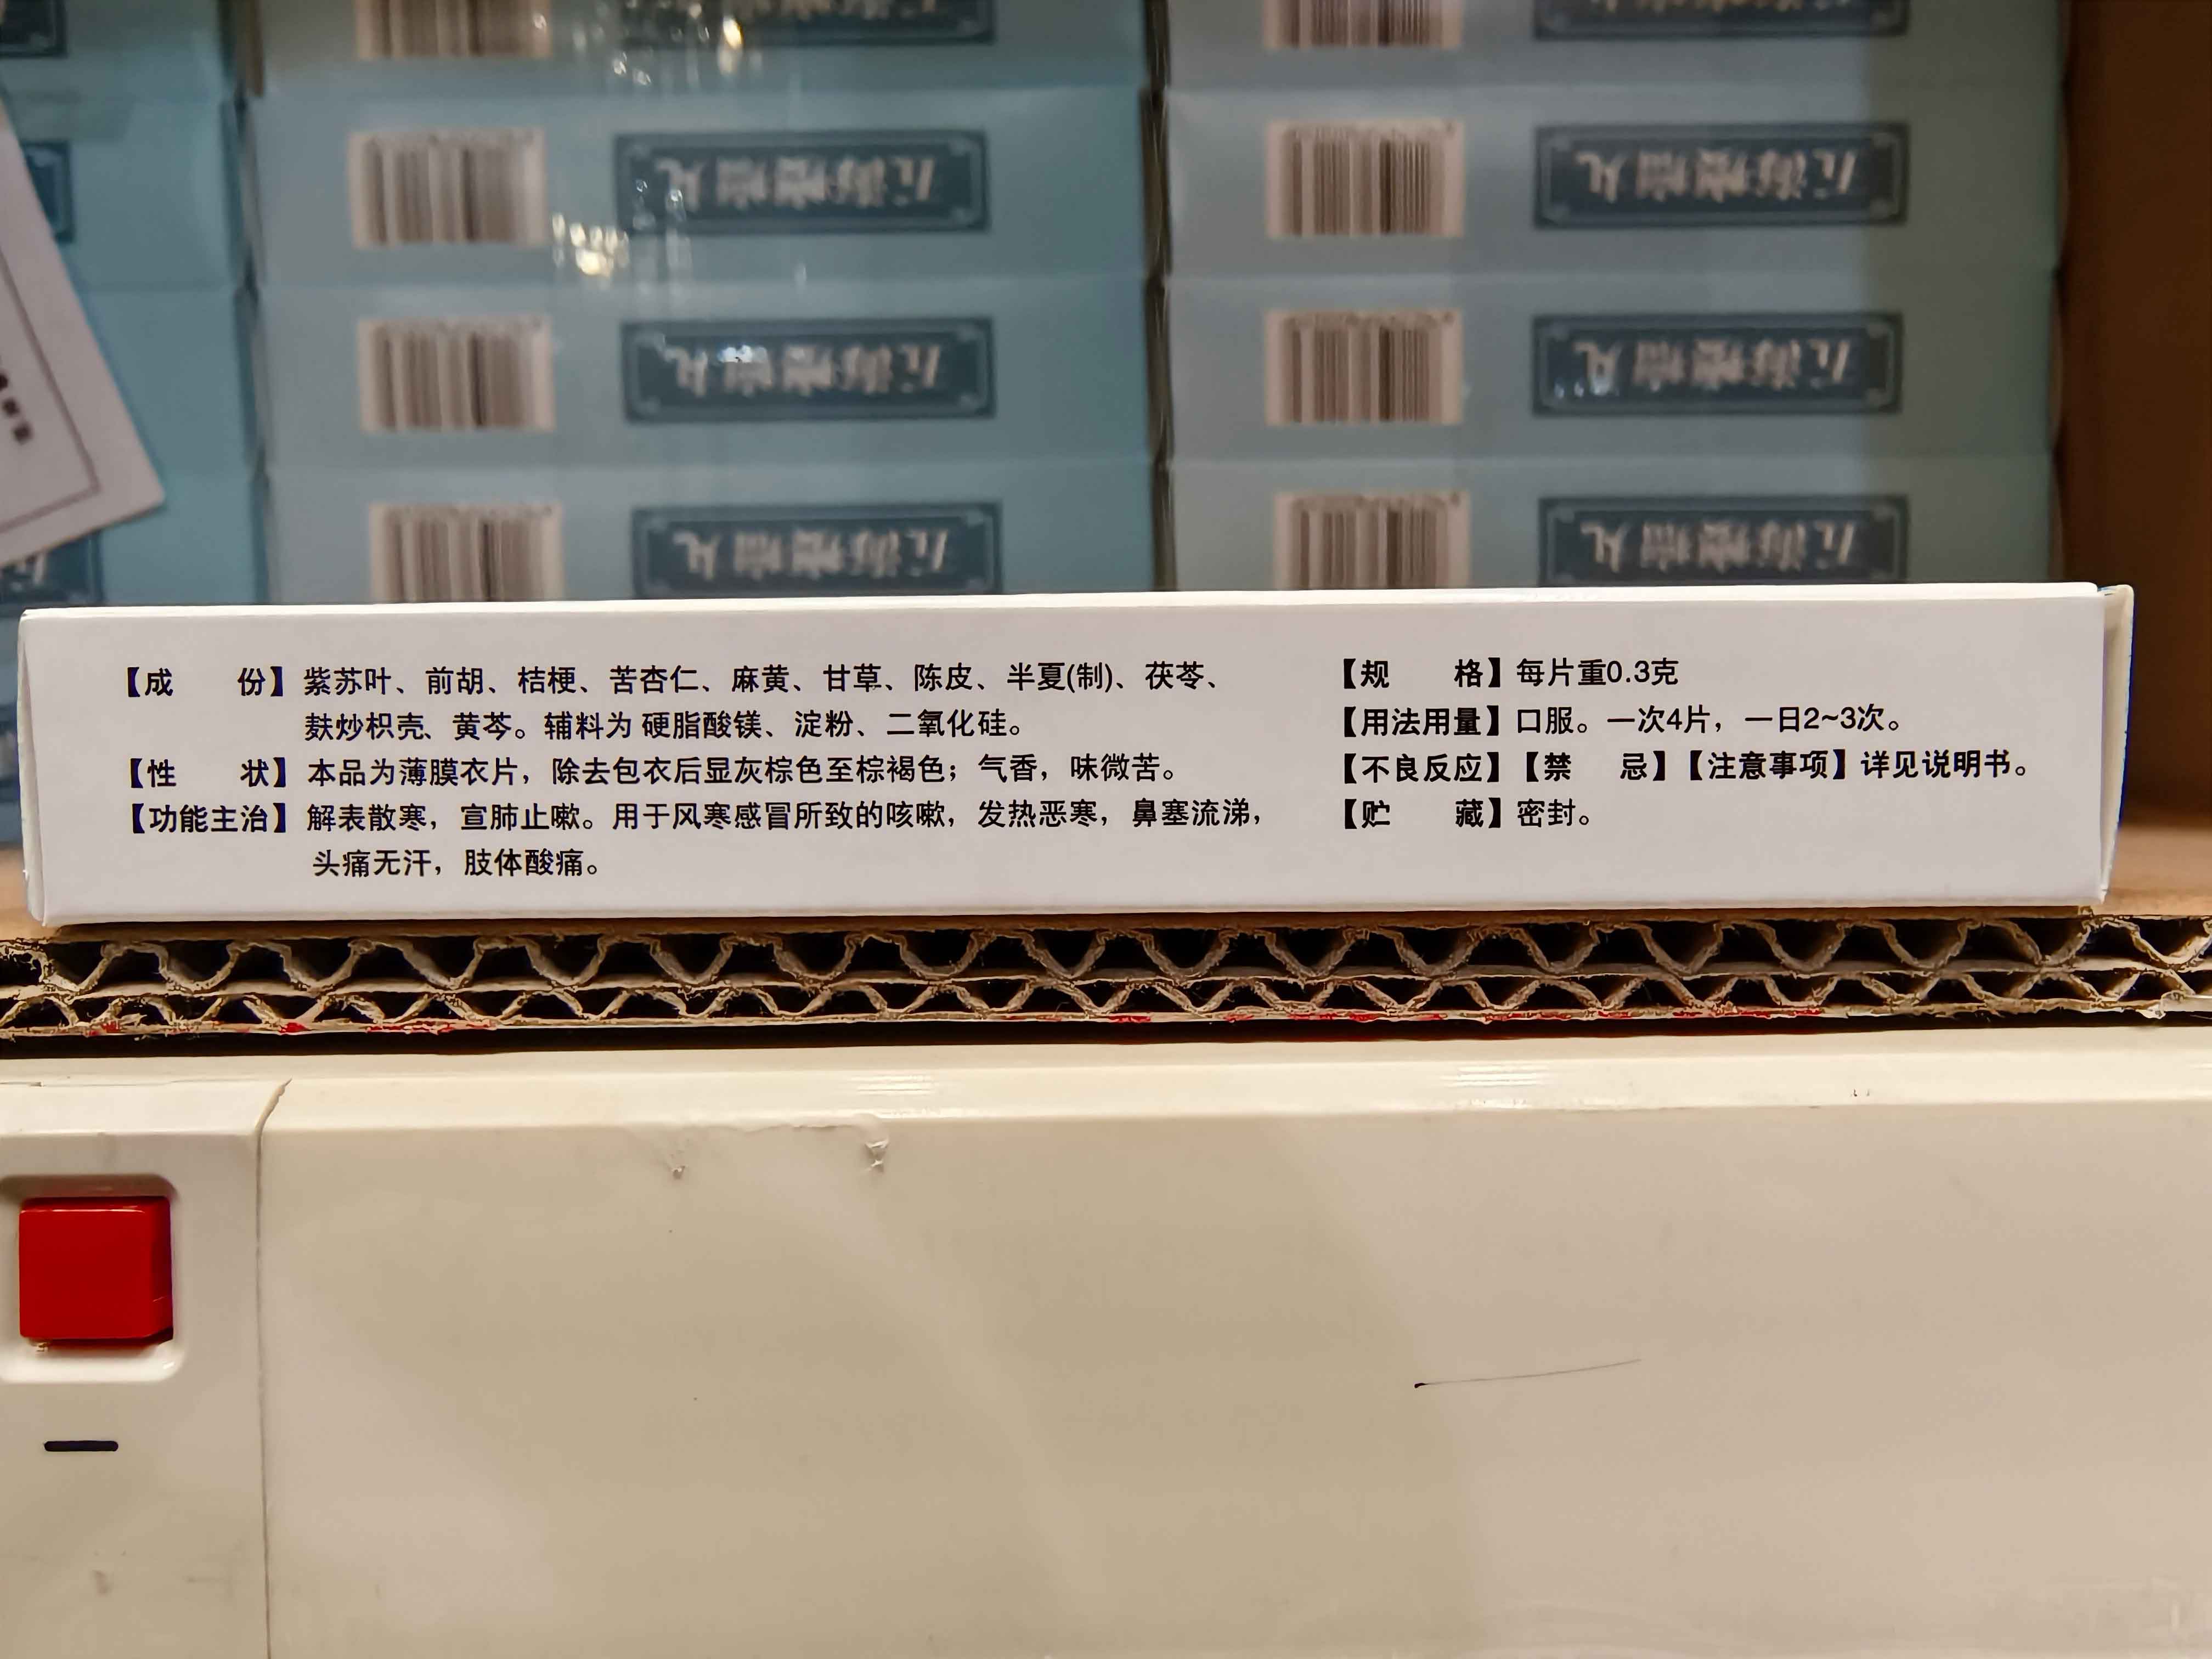 【成　　份】紫苏叶、前胡、桔梗、苦杏仁、麻黄、甘草、陈皮、半夏(制)、茯苓、
麸炒枳壳、黄芩。辅料为 硬脂酸镁、淀粉、二氧化硅。
【性　　状】本品为薄膜衣片，除去包衣后显灰棕色至棕褐色；气香，味微苦。
【功能主治】解表散寒，宣肺止嗽。用于风寒感冒所致的咳嗽，发热恶寒，鼻塞流涕，
头痛无汗，肢体酸痛。
【规　　格】每片重0.3克
【用法用量】口服。一次4片，一日2~3次。
【不良反应】【禁　　忌】【注意事项】详见说明书。
【贮　　藏】密封。